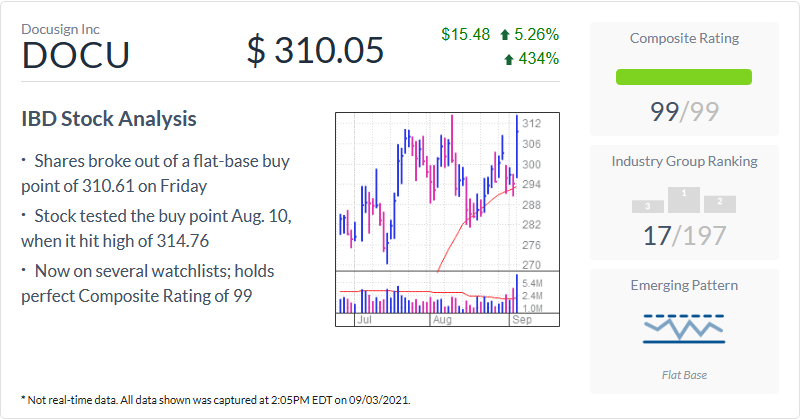 Docusign Inc
DOCU
$ 310.05
$15.48 5.26%
434%
IBD Stock Analysis
· Shares broke out of a flat-base buy
point of 310.61 on Friday
· Stock tested the buy point Aug. 10,
when it hit high of 314.76
· Now on several watchlists; holds
perfect Composite Rating of 99
312
306
300
294
288
282
276
270
5.4M
2.4M
1.0M
Jul Aug Sep
Composite Rating
99/99
Industry Group Ranking
3 1 2
17/197
Emerging Pattern
Flat Base
* Not real-time data. All data shown was captured at 2:05PM EDT on 09/03/2021.